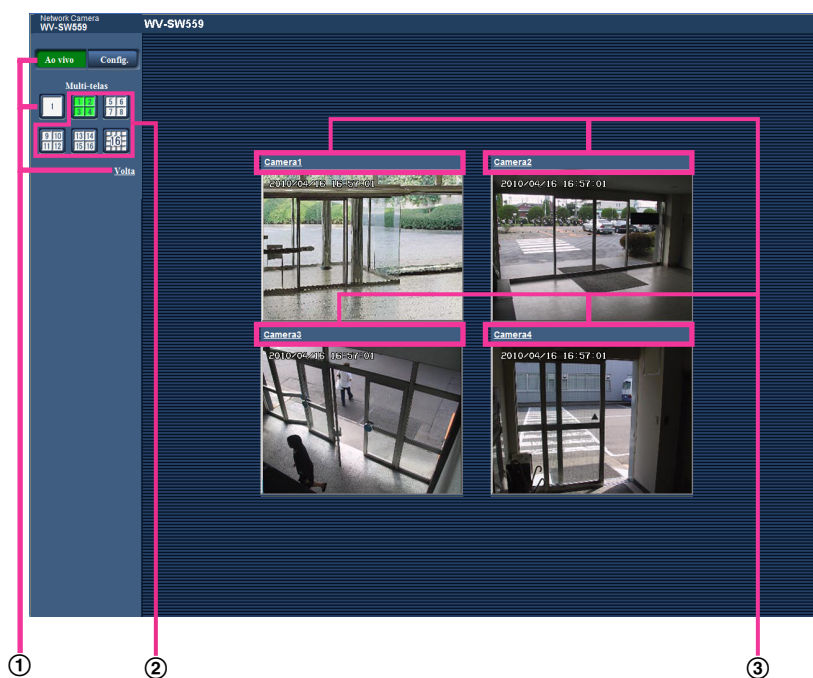 Network Camera
WV-SW559
WV-SW559
Ao vivo
Config.
Multi-telas
1
1 2
3 4
5 6
7 8
9 10
11 12
13 14
15 16
16
Volta
Camera1
Camera2
2010/04/16 16:57:01
2010/04/16 16:57:01
Camera3
Camera4
2010/04/16 16:57:01
2010/04/16 16:57:01
①
②
③